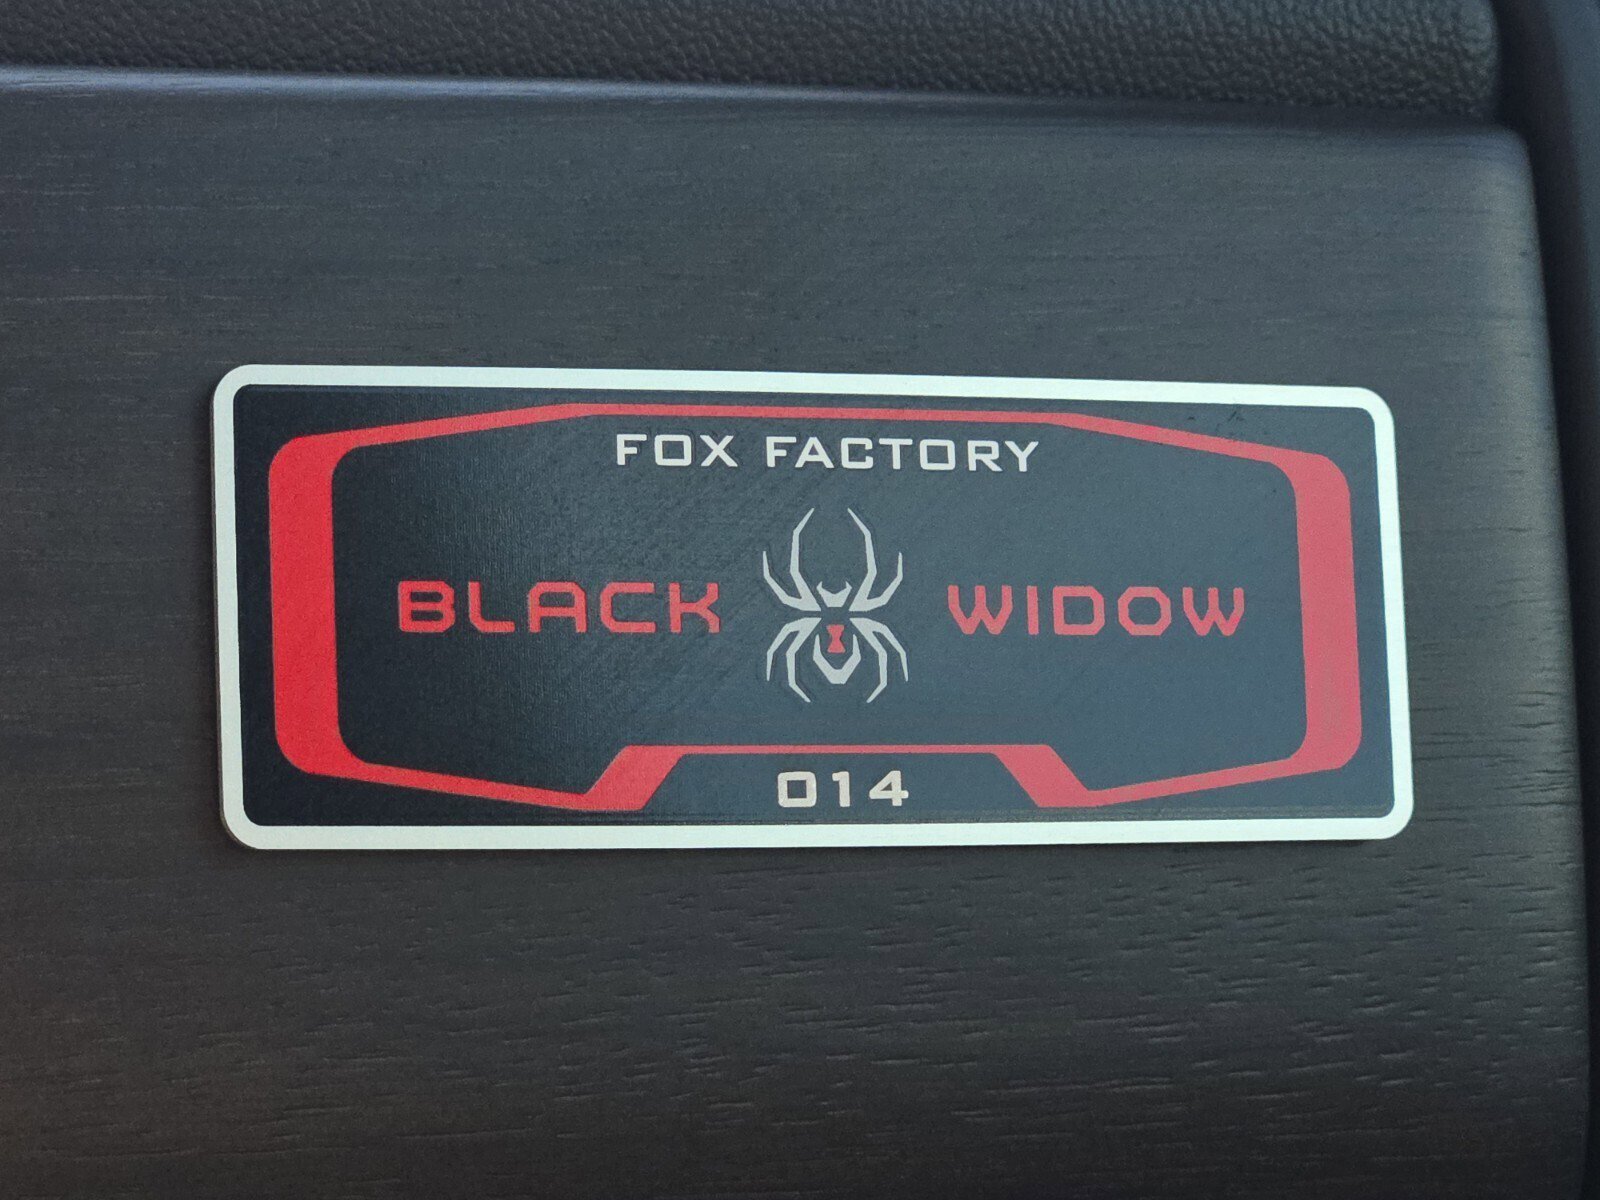 FOX FACTORY
BLACK WIDOW
014